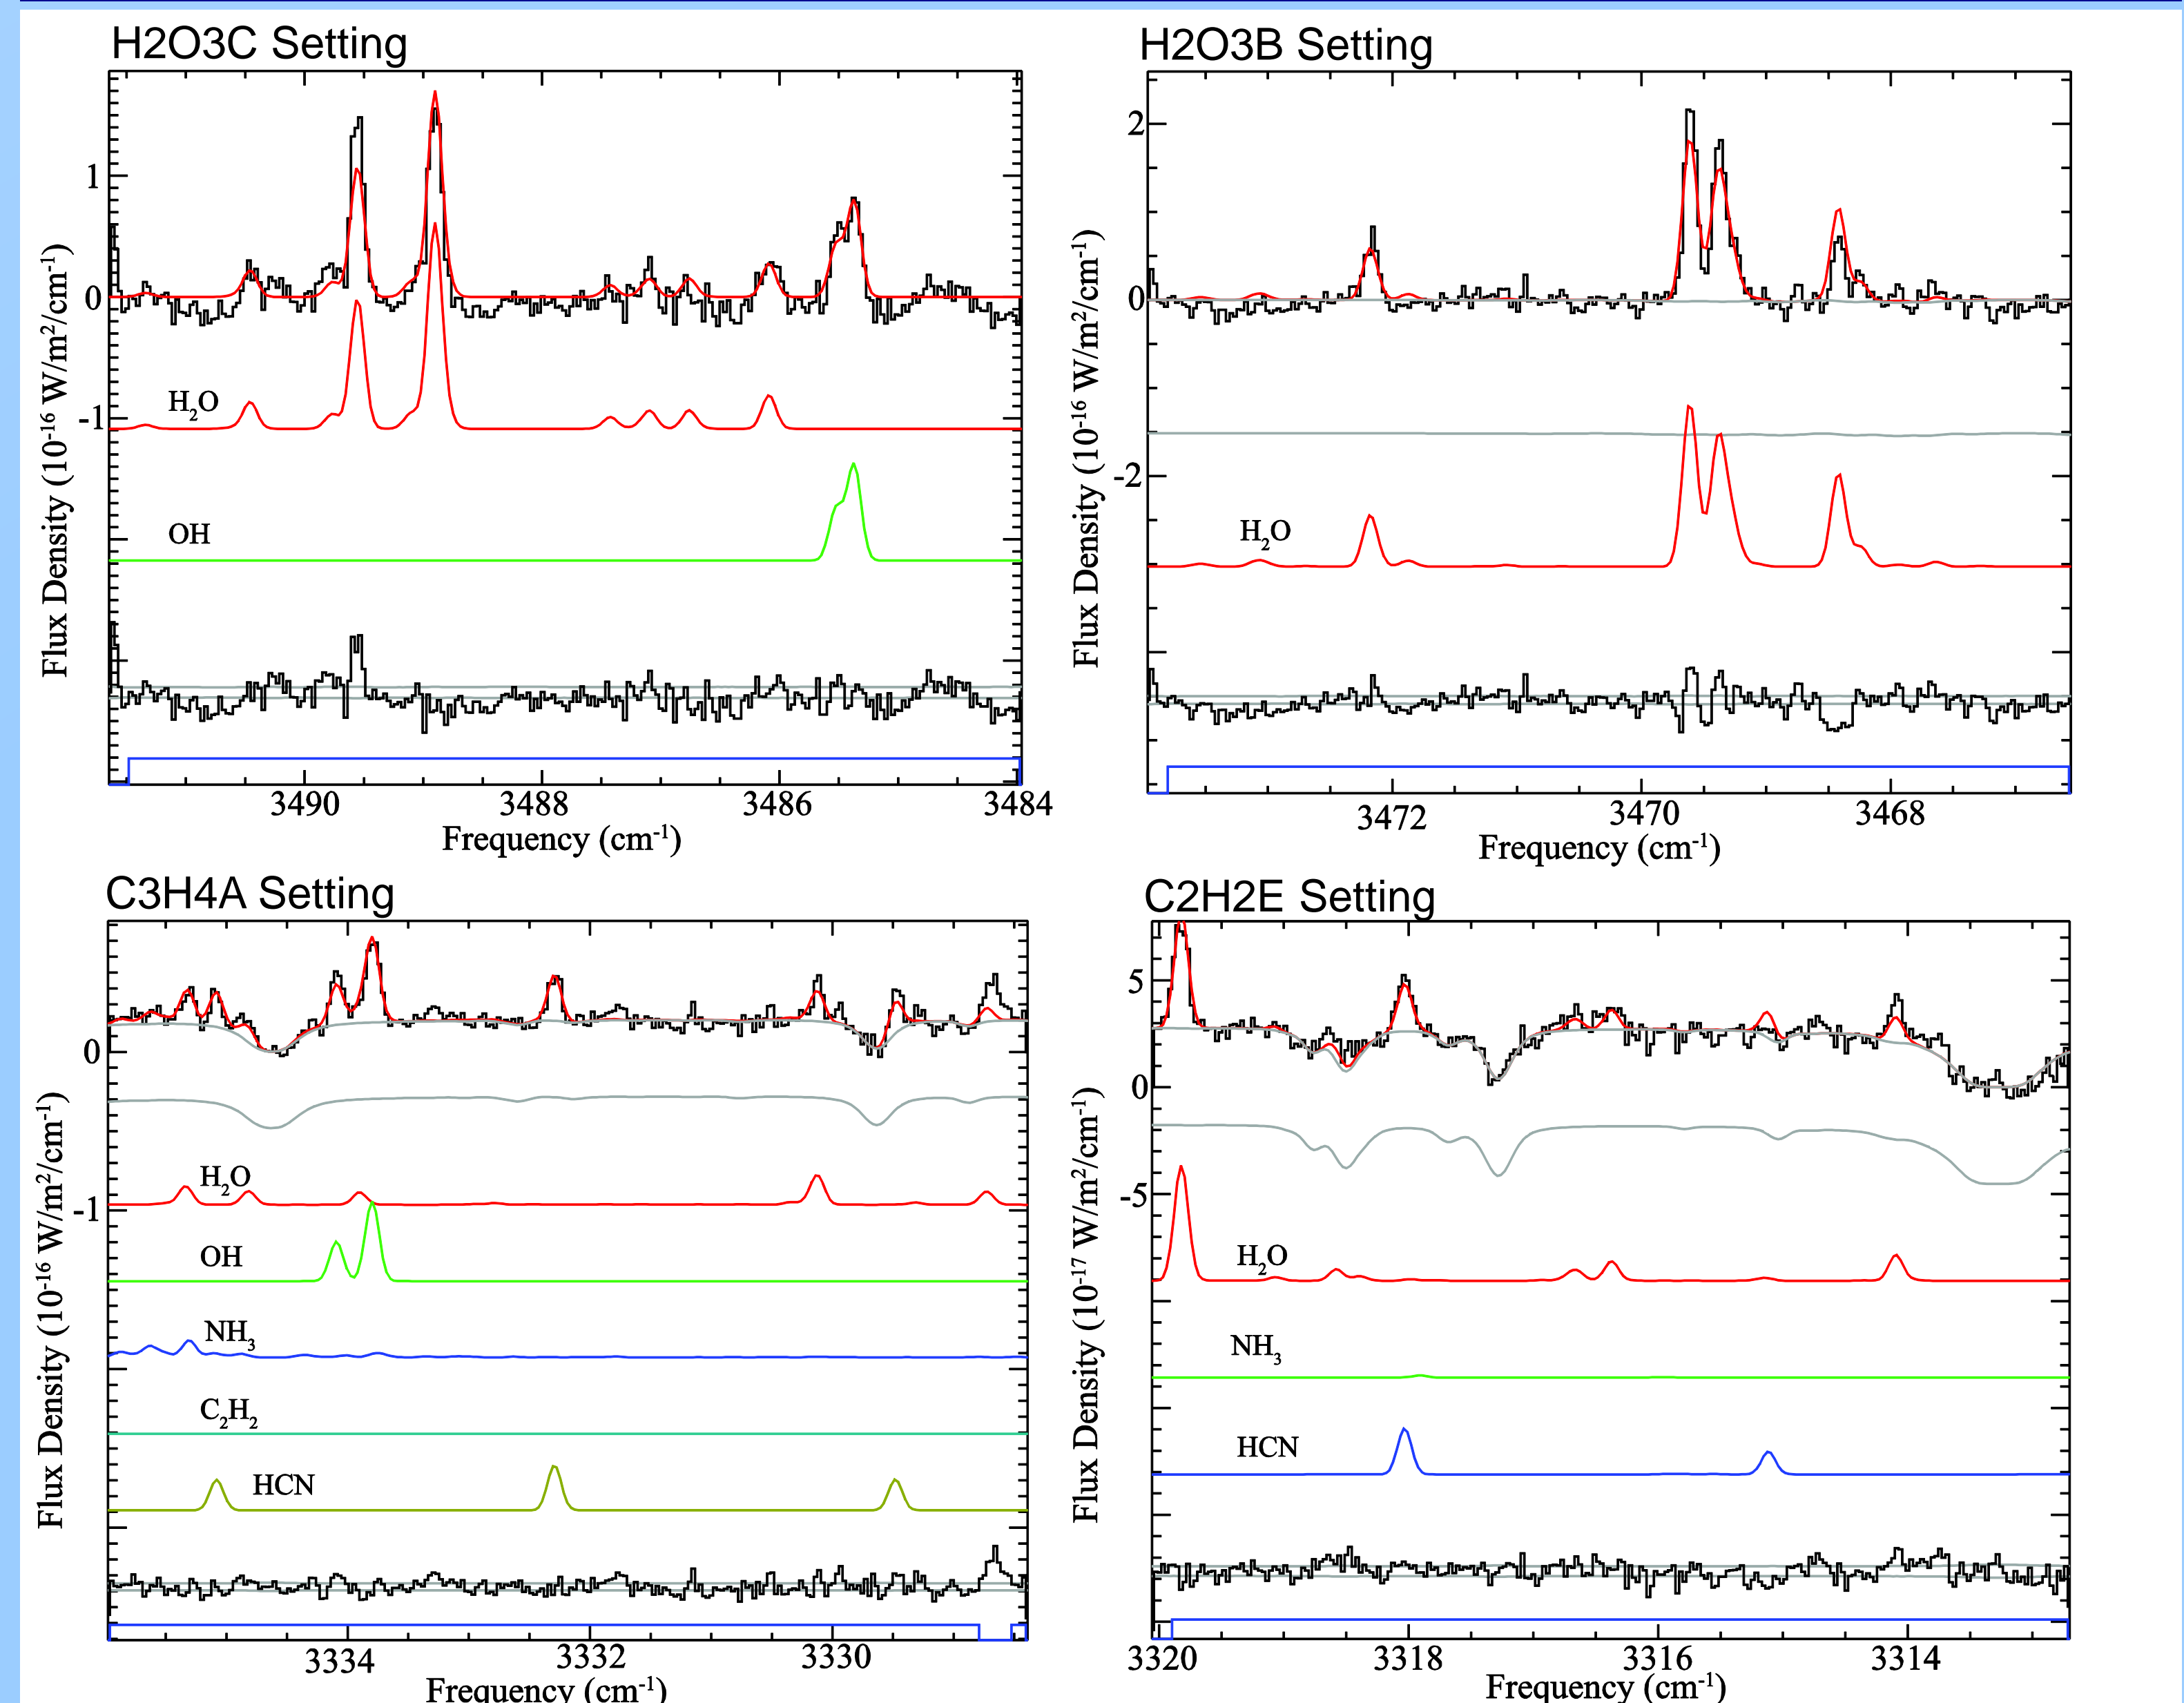 H2O3C Setting
Flux Density (10⁻¹⁶ W/m²/cm⁻¹)
1
0
-1
H₂O
OH
3490 3488 3486 3484
Frequency (cm⁻¹)
H2O3B Setting
Flux Density (10⁻¹⁶ W/m²/cm⁻¹)
2
0
-2
H₂O
3472 3470 3468
Frequency (cm⁻¹)
C3H4A Setting
Flux Density (10⁻¹⁶ W/m²/cm⁻¹)
0
-1
H₂O
OH
NH₃
C₂H₂
HCN
3334 3332 3330
Frequency (cm⁻¹)
C2H2E Setting
Flux Density (10⁻¹⁷ W/m²/cm⁻¹)
5
0
-5
H₂O
NH₃
HCN
3320 3318 3316 3314
Frequency (cm⁻¹)